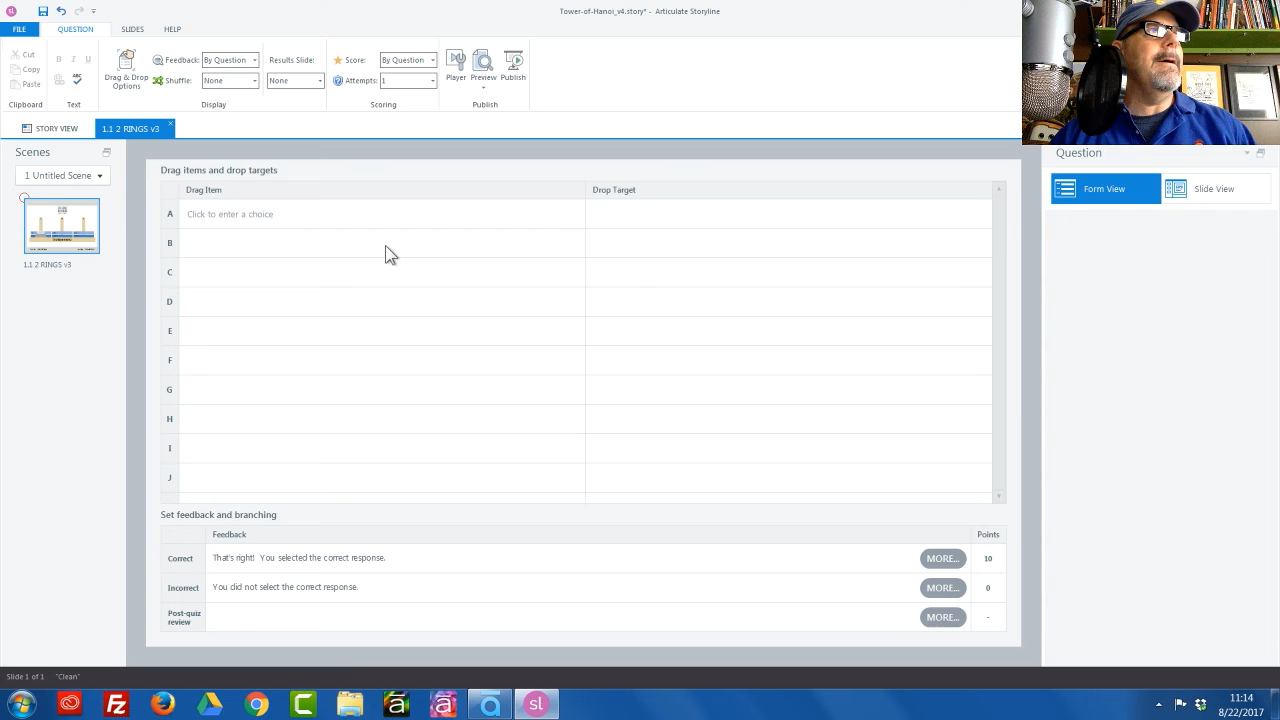 sl
Tower-of-Hanoi_v4.story* - Articulate Storyline
FILE
QUESTION
SLIDES
HELP
Cut
Copy
Paste
Clipboard
B I U
ABC
Text
Drag & Drop
Options
Feedback: By Question
Shuffle: None
Results Slide:
None
Display
Score: By Question
Attempts: 1
Scoring
Player
Preview
Publish
Publish
STORY VIEW
1.1 2 RINGS v3
Scenes
1 Untitled Scene
1.1 2 RINGS v3
Drag items and drop targets
Drag Item
Drop Target
A Click to enter a choice
B
C
D
E
F
G
H
I
J
Set feedback and branching
Feedback
Points
Correct That's right! You selected the correct response. MORE... 10
Incorrect You did not select the correct response. MORE... 0
Post-quiz
review
MORE... -
Question
Form View
Slide View
Slide 1 of 1 "Clean"
Fz
C
a
a
a
sl
11:14
8/22/2017